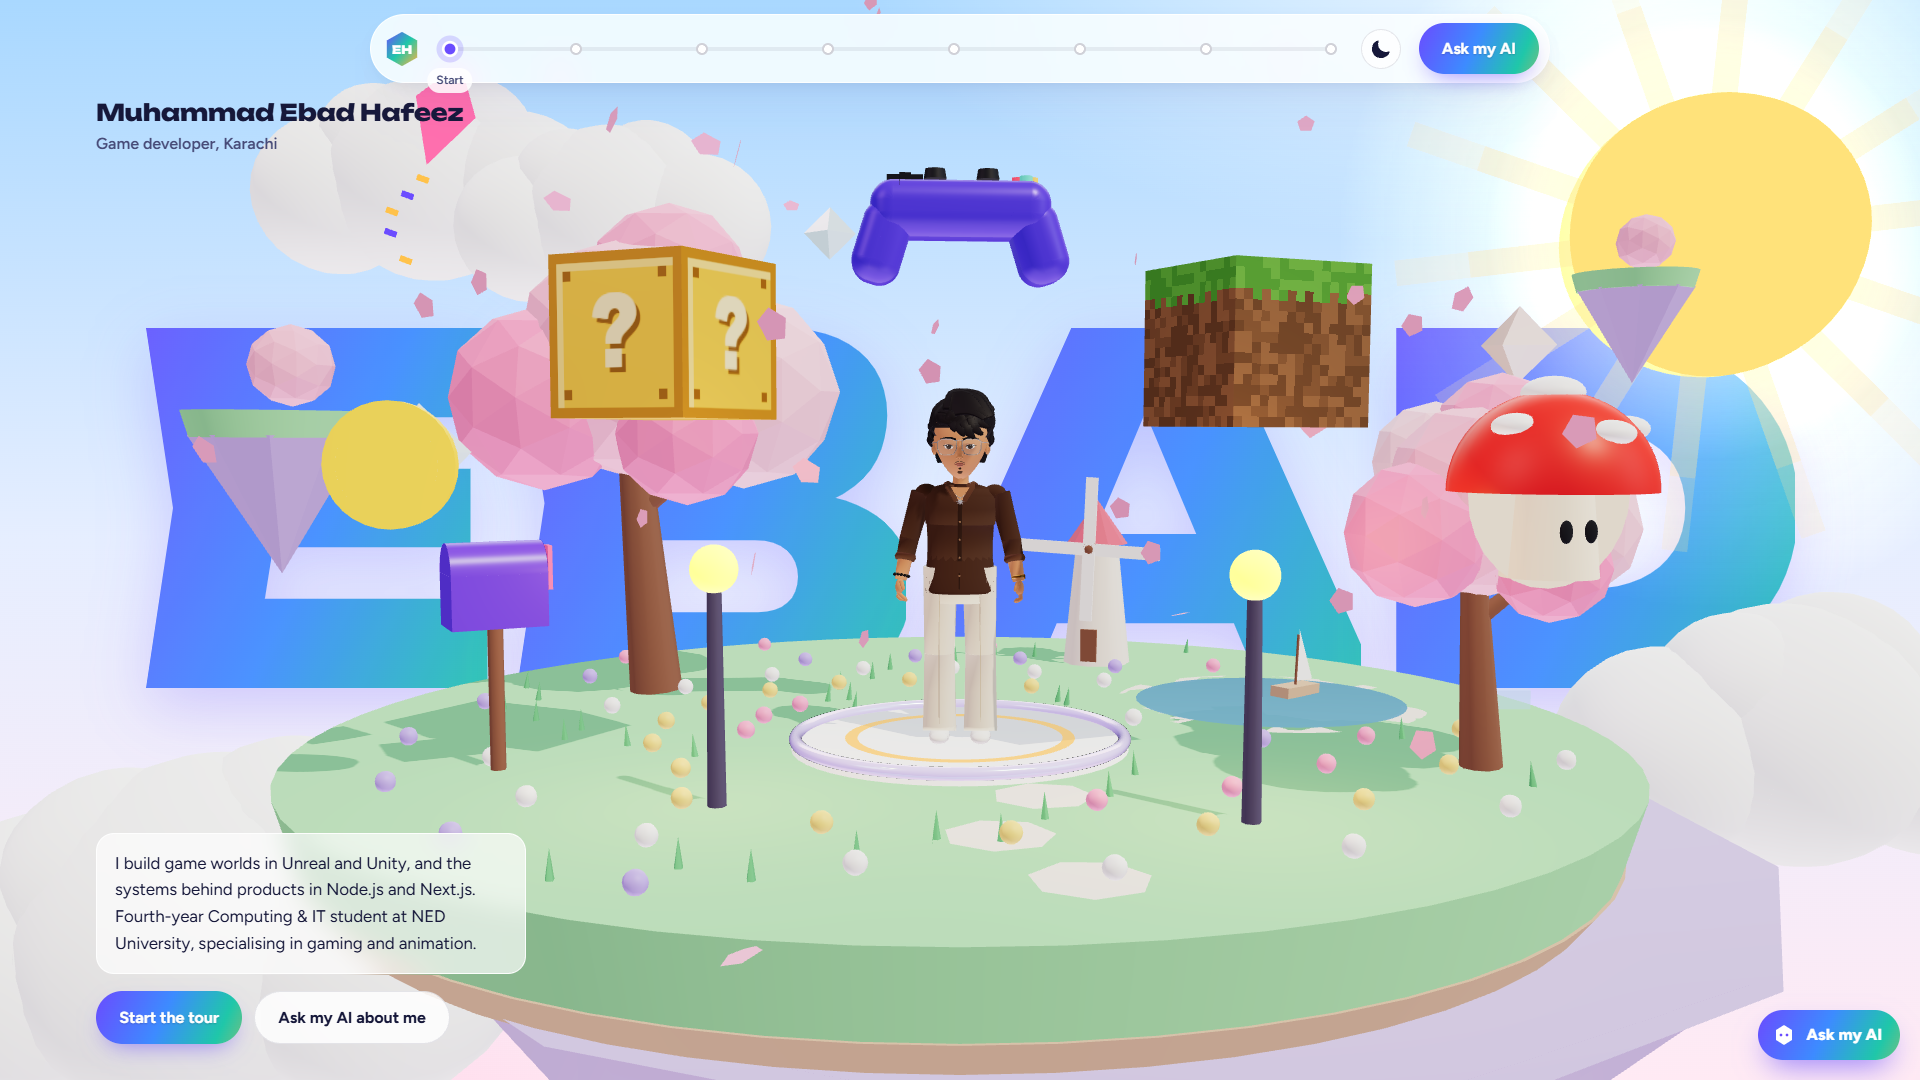 EH
Start
Ask my AI
Muhammad Ebad Hafeez
Game developer, Karachi
EBAD
? ?
I build game worlds in Unreal and Unity, and the
systems behind products in Node.js and Next.js.
Fourth-year Computing & IT student at NED
University, specialising in gaming and animation.
Start the tour
Ask my AI about me
Ask my AI